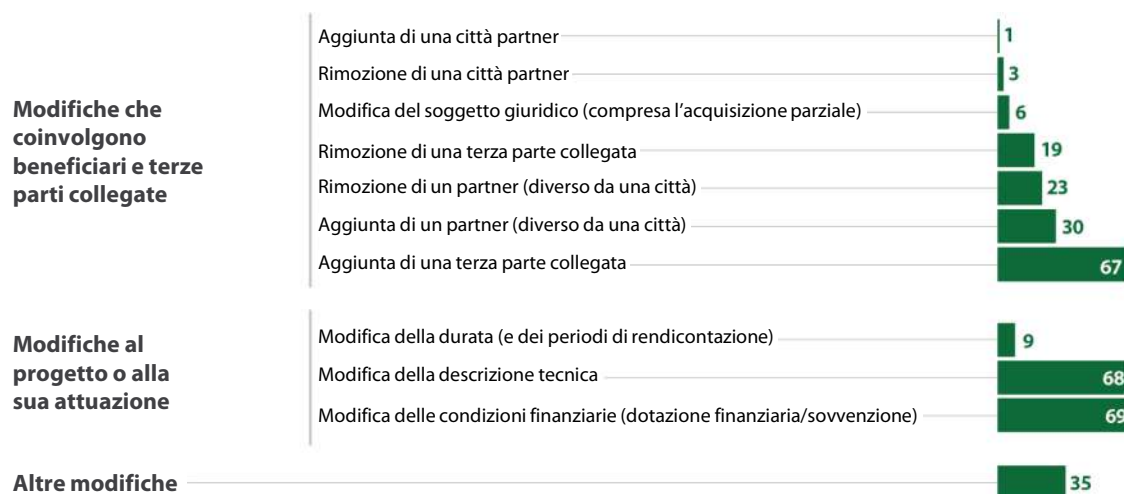 Modifiche che
coinvolgono
beneficiari e terze
parti collegate
Aggiunta di una città partner 1
Rimozione di una città partner 3
Modifica del soggetto giuridico (compresa l'acquisizione parziale) 6
Rimozione di una terza parte collegata 19
Rimozione di un partner (diverso da una città) 23
Aggiunta di un partner (diverso da una città) 30
Aggiunta di una terza parte collegata 67
Modifiche al
progetto o alla
sua attuazione
Modifica della durata (e dei periodi di rendicontazione) 9
Modifica della descrizione tecnica 68
Modifica delle condizioni finanziarie (dotazione finanziaria/sovvenzione) 69
Altre modifiche 35